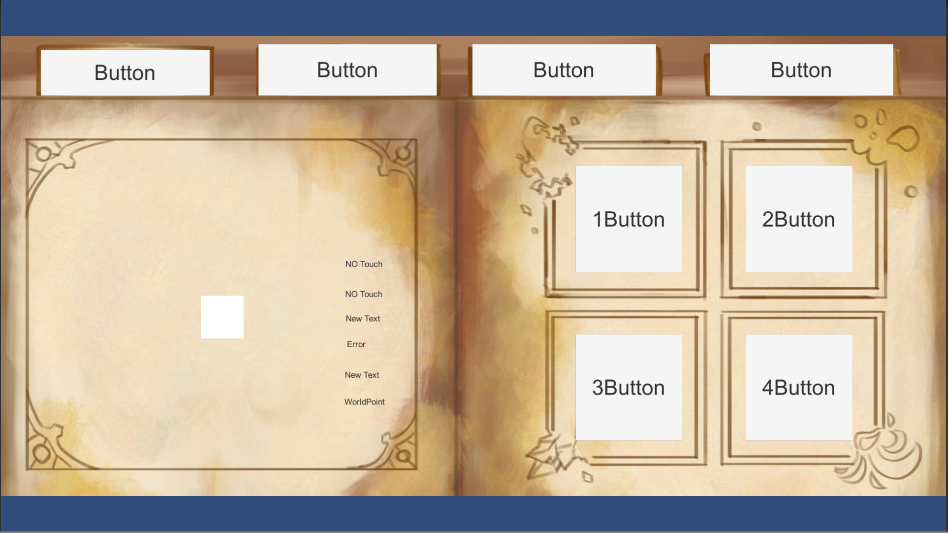 Button
Button
Button
Button
NO Touch
NO Touch
New Text
Error
New Text
WorldPoint
1Button
2Button
3Button
4Button